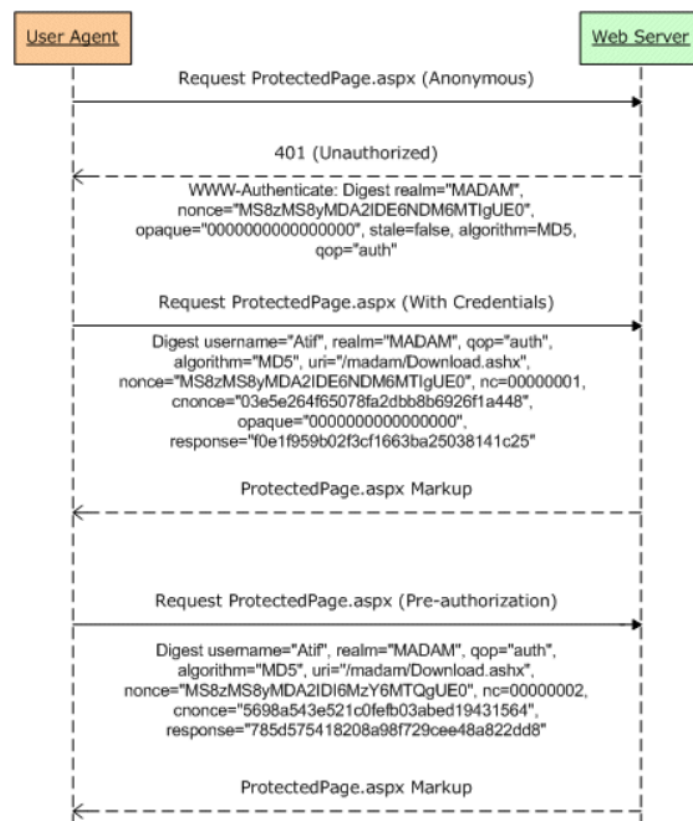 User Agent
Web Server
Request ProtectedPage.aspx (Anonymous)
401 (Unauthorized)
WWW-Authenticate: Digest realm="MADAM",
nonce="MS8zMS8yMDA2IDE6NDM6MTIgUE0",
opaque="0000000000000000", stale=false, algorithm=MD5,
qop="auth"
Request ProtectedPage.aspx (With Credentials)
Digest username="Atif", realm="MADAM", qop="auth",
algorithm="MD5", uri="/madam/Download.ashx",
nonce="MS8zMS8yMDA2IDE6NDM6MTIgUE0", nc=00000001,
cnonce="03e5e264f65078fa2dbb8b6926f1a448",
opaque="0000000000000000",
response="f0e1f959b02f3cf1663ba25038141c25"
ProtectedPage.aspx Markup
Request ProtectedPage.aspx (Pre-authorization)
Digest username="Atif", realm="MADAM", qop="auth",
algorithm="MD5", uri="/madam/Download.ashx",
nonce="MS8zMS8yMDA2IDI6MzY6MTQgUE0", nc=00000002,
cnonce="5698a543e521c0fefb03abed19431564",
response="785d575418208a98f729cee48a822dd8"
ProtectedPage.aspx Markup